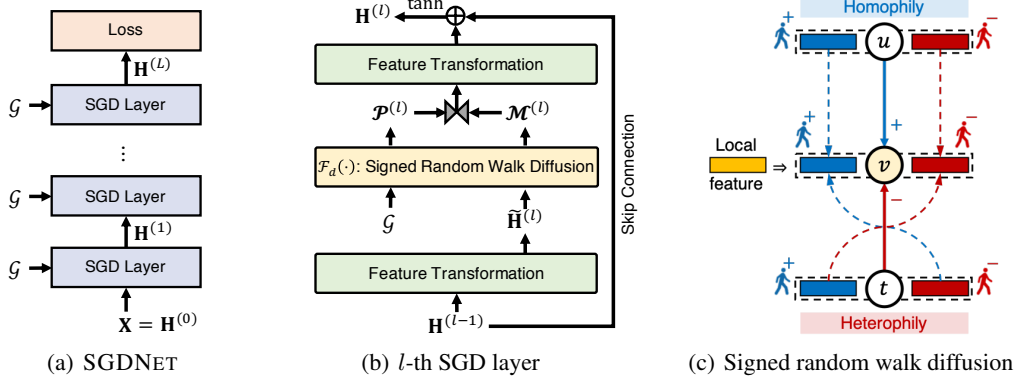 Loss
𝐇^(L)
𝒢
SGD Layer
⋮
𝒢
SGD Layer
𝐇^(1)
𝒢
SGD Layer
𝐗 = 𝐇^(0)
(a) SGDNET
𝐇^(l)
tanh
⊕
Feature Transformation
𝓟^(l)
𝓜^(l)
ℱ_d(·): Signed Random Walk Diffusion
𝒢
H̃^(l)
Feature Transformation
𝐇^(l−1)
Skip Connection
(b) l-th SGD layer
Homophily
+
u
−
+
+
−
Local
feature
⇒
v
−
+
t
−
Heterophily
(c) Signed random walk diffusion